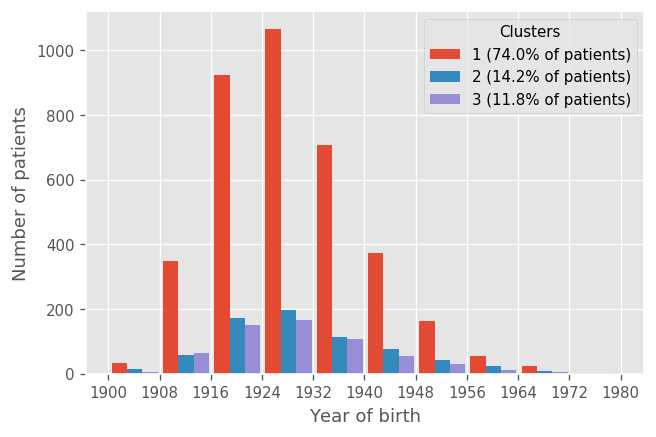 Clusters
1 (74.0% of patients)
2 (14.2% of patients)
3 (11.8% of patients)
1000
800
600
400
200
0
Number of patients
1900 1908 1916 1924 1932 1940 1948 1956 1964 1972 1980
Year of birth